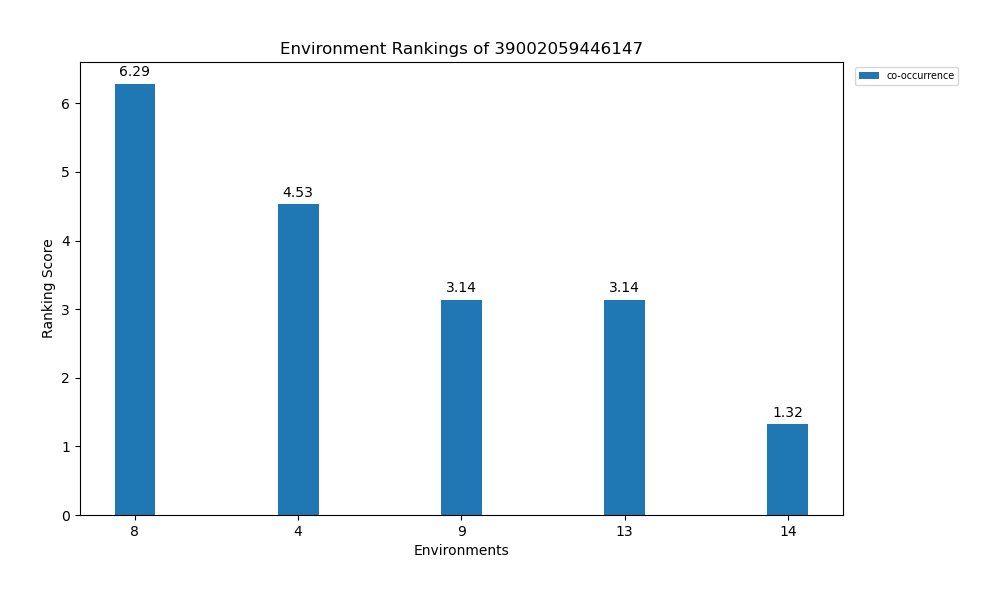 Environment Rankings of 39002059446147
co-occurrence
6.29
4.53
3.14
3.14
1.32
6
5
4
3
2
1
0
Ranking Score
8 4 9 13 14
Environments